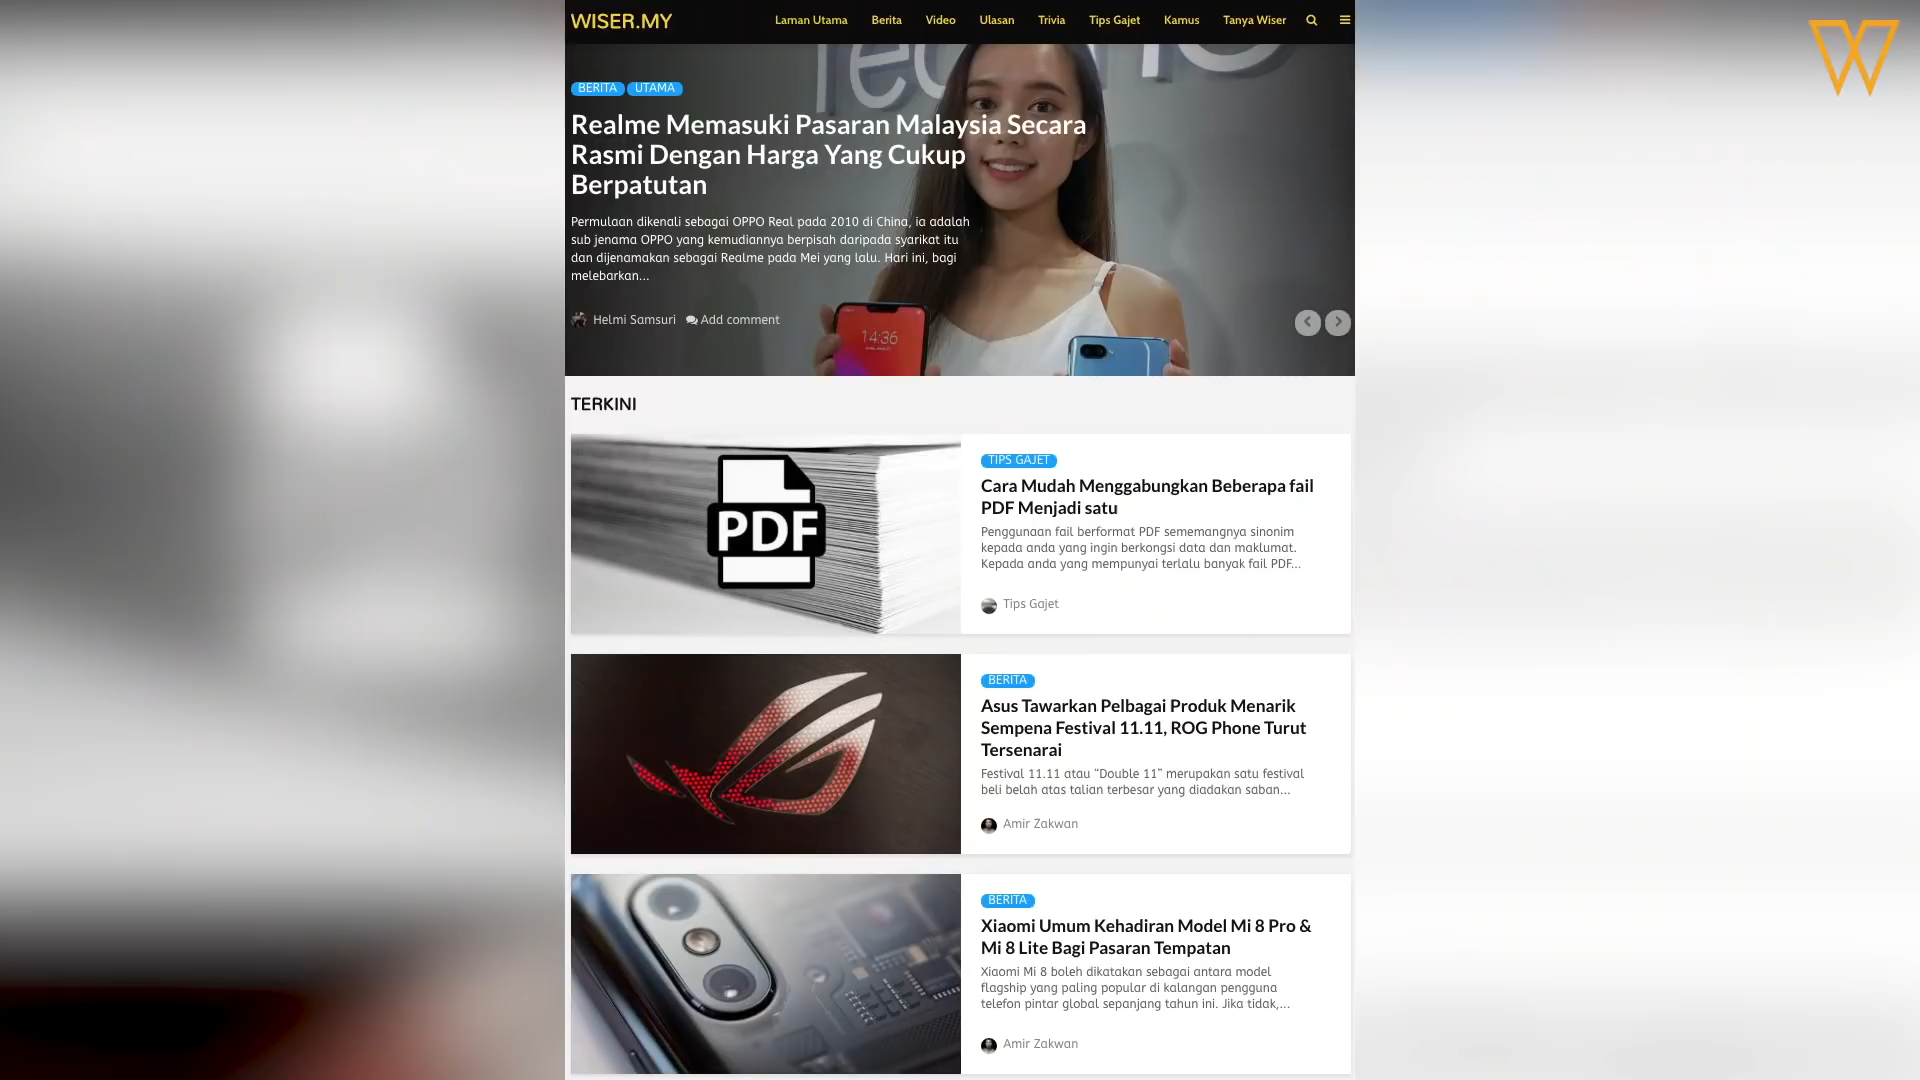 WISER.MY
Laman Utama Berita Video Ulasan Trivia Tips Gajet Kamus Tanya Wiser
BERITA UTAMA
Realme Memasuki Pasaran Malaysia Secara
Rasmi Dengan Harga Yang Cukup
Berpatutan
Permulaan dikenali sebagai OPPO Real pada 2010 di China, ia adalah
sub jenama OPPO yang kemudiannya berpisah daripada syarikat itu
dan dijenamakan sebagai Realme pada Mei yang lalu. Hari ini, bagi
melebarkan...
Helmi Samsuri Add comment
14:36
TERKINI
PDF
TIPS GAJET
Cara Mudah Menggabungkan Beberapa fail
PDF Menjadi satu
Penggunaan fail berformat PDF sememangnya sinonim
kepada anda yang ingin berkongsi data dan maklumat.
Kepada anda yang mempunyai terlalu banyak fail PDF...
Tips Gajet
BERITA
Asus Tawarkan Pelbagai Produk Menarik
Sempena Festival 11.11, ROG Phone Turut
Tersenarai
Festival 11.11 atau “Double 11” merupakan satu festival
beli belah atas talian terbesar yang diadakan saban...
Amir Zakwan
BERITA
Xiaomi Umum Kehadiran Model Mi 8 Pro &
Mi 8 Lite Bagi Pasaran Tempatan
Xiaomi Mi 8 boleh dikatakan sebagai antara model
flagship yang paling popular di kalangan pengguna
telefon pintar global sepanjang tahun ini. Jika tidak,...
Amir Zakwan